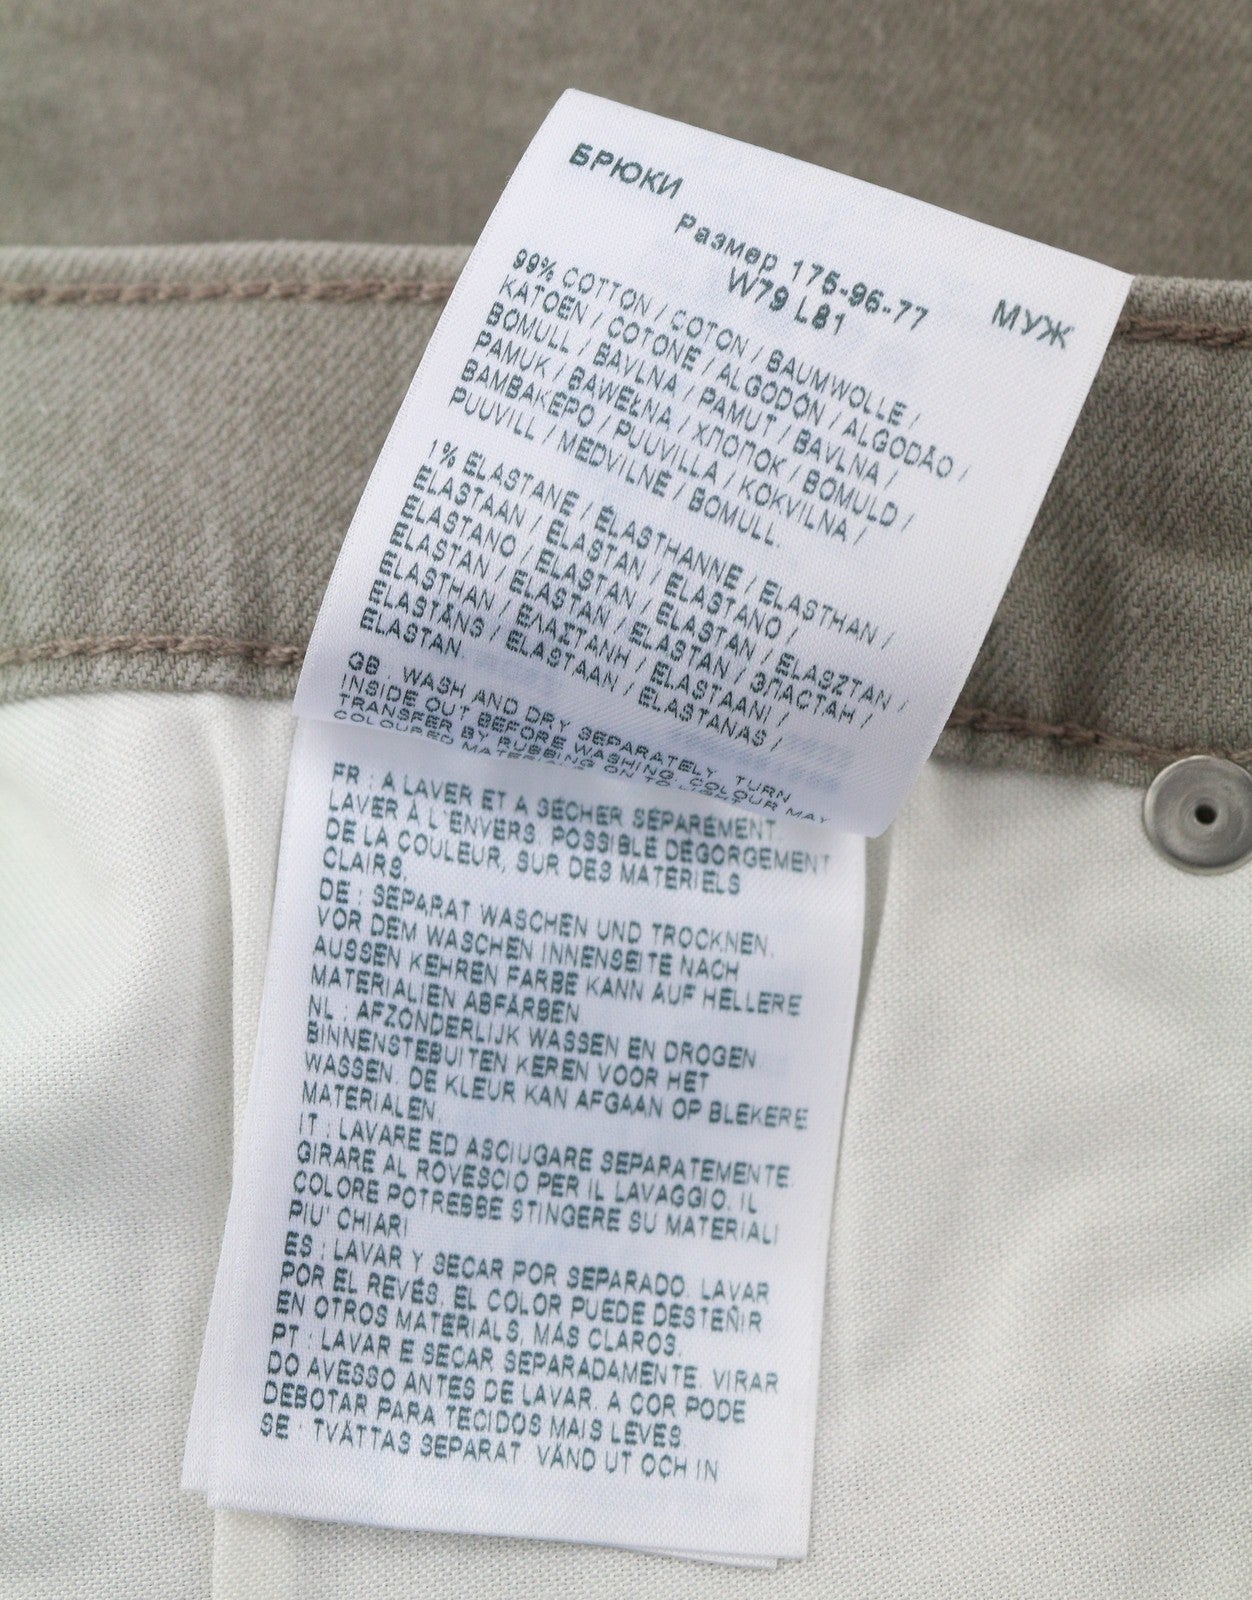 БРЮКИ
МУЖ
Размер 175-96-77
W79 L81
99% COTTON / COTON / BAUMWOLLE /
KATOEN / COTONE / ALGODÓN / ALGODÃO /
BOMULL / BAVLNA / PAMUT / BAVLNA /
PAMUK / BAWEŁNA / ХЛОПОК / BOMULD /
ΒΑΜΒΑΚΕΡΟ / PUUVILLA / KOKVILNA /
PUUVILL / MEDVILNĖ / BOMULL.
1% ELASTANE / ÉLASTHANNE / ELASTHAN /
ELASTAAN / ELASTAN / ELASTANO /
ELASTANO / ELASTAN / ELASTAN / ELASZTAN /
ELASTAN / ELASTAN / ELASTAN / ЭЛАСТАН /
ELASTHAN / ΕΛΑΣΤΑΝΗ / ELASTAANI /
ELASTĀNS / ELASTAAN / ELASTANAS /
ELASTAN.
GB : WASH AND DRY SEPARATELY. TURN
INSIDE OUT BEFORE WASHING. COLOUR MAY
TRANSFER BY RUBBING ON TO LIGHT
COLOURED MATERIALS
FR : A LAVER ET A SÉCHER SÉPARÉMENT.
LAVER À L'ENVERS. POSSIBLE DÉGORGEMENT
DE LA COULEUR, SUR DES MATÉRIELS
CLAIRS.
DE : SEPARAT WASCHEN UND TROCKNEN.
VOR DEM WASCHEN INNENSEITE NACH
AUSSEN KEHREN FARBE KANN AUF HELLERE
MATERIALIEN ABFÄRBEN
NL : AFZONDERLIJK WASSEN EN DROGEN
BINNENSTEBUITEN KEREN VOOR HET
WASSEN. DE KLEUR KAN AFGAAN OP BLEKERE
MATERIALEN.
IT : LAVARE ED ASCIUGARE SEPARATEMENTE.
GIRARE AL ROVESCIO PER IL LAVAGGIO. IL
COLORE POTREBBE STINGERE SU MATERIALI
PIU' CHIARI
ES : LAVAR Y SECAR POR SEPARADO. LAVAR
POR EL REVÉS. EL COLOR PUEDE DESTEÑIR
EN OTROS MATERIALS, MÁS CLAROS.
PT : LAVAR E SECAR SEPARADAMENTE. VIRAR
DO AVESSO ANTES DE LAVAR. A COR PODE
DEBOTAR PARA TECIDOS MAIS LEVES.
SE : TVÄTTAS SEPARAT. VÄND UT OCH IN